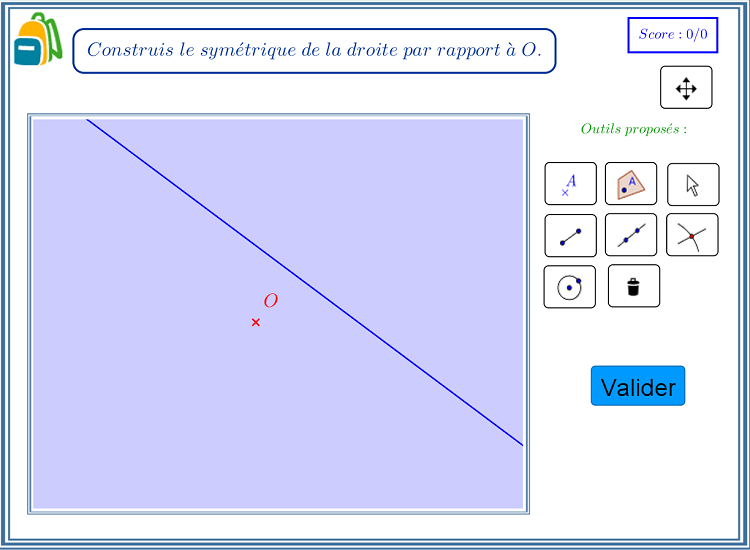 Construis le symétrique de la droite par rapport à O.
Score : 0/0
Outils proposés :
A
A
O
Valider